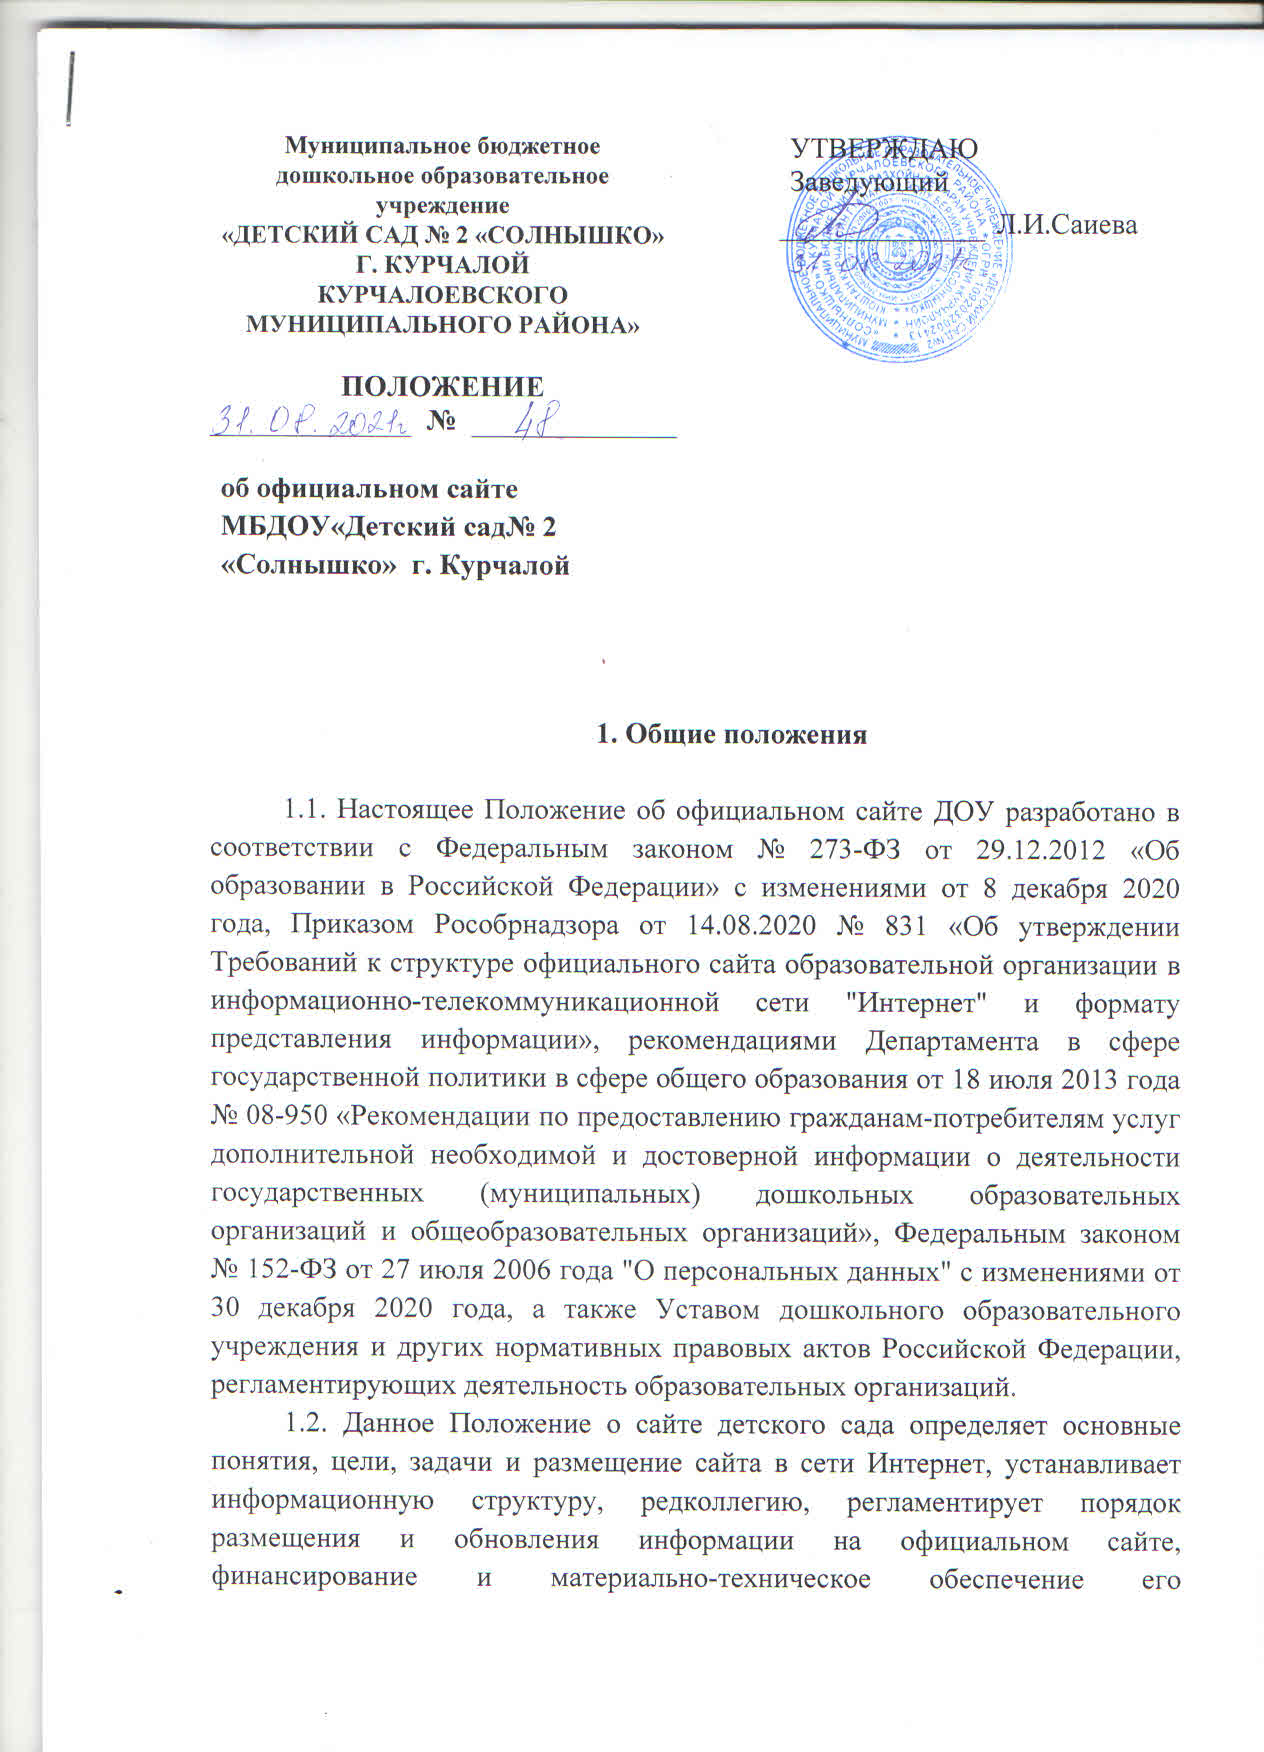 Муниципальное бюджетное
дошкольное образовательное
учреждение
«ДЕТСКИЙ САД № 2 «СОЛНЫШКО»
Г. КУРЧАЛОЙ
КУРЧАЛОЕВСКОГО
МУНИЦИПАЛЬНОГО РАЙОНА»
УТВЕРЖДАЮ
Заведующий
Л.И.Саиева
31 08 2021г
ПОЛОЖЕНИЕ
31. 08. 2021г № 48
об официальном сайте
МБДОУ«Детский сад№ 2
«Солнышко» г. Курчалой
1. Общие положения
1.1. Настоящее Положение об официальном сайте ДОУ разработано в
соответствии с Федеральным законом № 273-ФЗ от 29.12.2012 «Об
образовании в Российской Федерации» с изменениями от 8 декабря 2020
года, Приказом Рособрнадзора от 14.08.2020 № 831 «Об утверждении
Требований к структуре официального сайта образовательной организации в
информационно-телекоммуникационной сети "Интернет" и формату
представления информации», рекомендациями Департамента в сфере
государственной политики в сфере общего образования от 18 июля 2013 года
№ 08-950 «Рекомендации по предоставлению гражданам-потребителям услуг
дополнительной необходимой и достоверной информации о деятельности
государственных (муниципальных) дошкольных образовательных
организаций и общеобразовательных организаций», Федеральным законом
№ 152-ФЗ от 27 июля 2006 года "О персональных данных" с изменениями от
30 декабря 2020 года, а также Уставом дошкольного образовательного
учреждения и других нормативных правовых актов Российской Федерации,
регламентирующих деятельность образовательных организаций.
1.2. Данное Положение о сайте детского сада определяет основные
понятия, цели, задачи и размещение сайта в сети Интернет, устанавливает
информационную структуру, редколлегию, регламентирует порядок
размещения и обновления информации на официальном сайте,
финансирование и материально-техническое обеспечение его